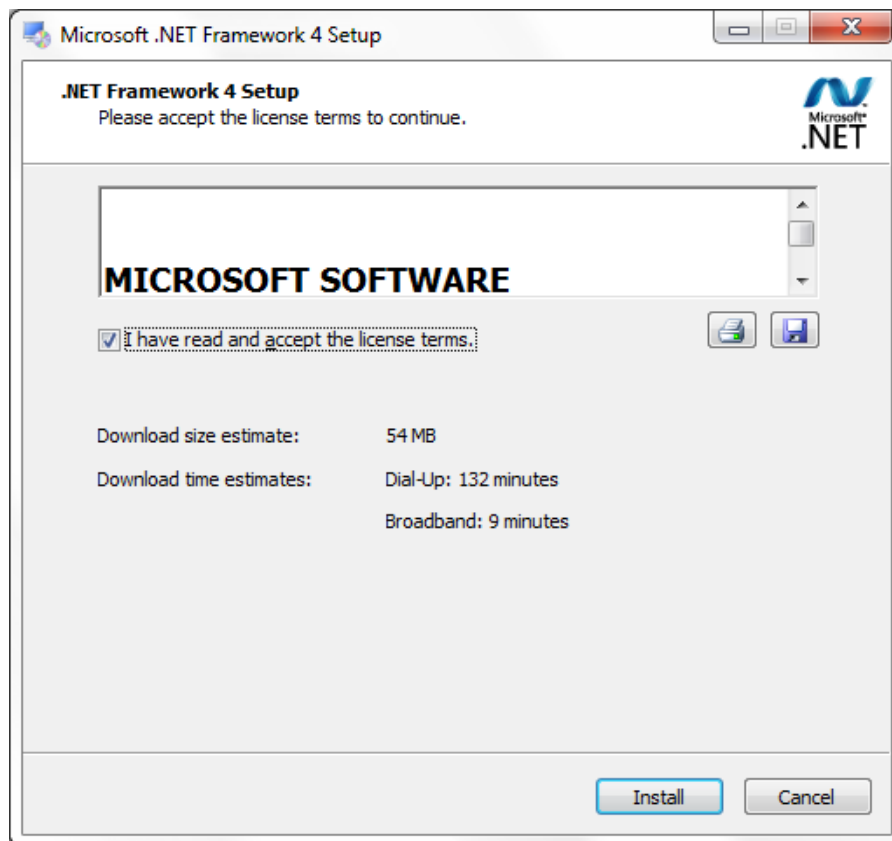 Microsoft .NET Framework 4 Setup
.NET Framework 4 Setup
Please accept the license terms to continue.
Microsoft®
.NET
MICROSOFT SOFTWARE
I have read and accept the license terms.
Download size estimate: 54 MB
Download time estimates: Dial-Up: 132 minutes
Broadband: 9 minutes
Install Cancel